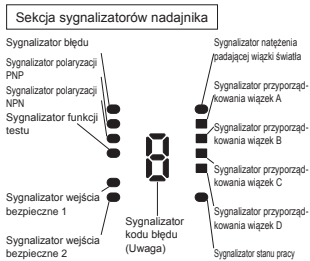 Sekcja sygnalizatorów nadajnika
Sygnalizator błędu
Sygnalizator polaryzacji
PNP
Sygnalizator polaryzacji
NPN
Sygnalizator funkcji
testu
Sygnalizator wejścia
bezpieczne 1
Sygnalizator wejścia
bezpieczne 2
Sygnalizator
kodu błędu
(Uwaga)
Sygnalizator natężenia
padającej wiązki światła
Sygnalizator przyporząd-
kowania wiązek A
Sygnalizator przyporząd-
kowania wiązek B
Sygnalizator przyporząd-
kowania wiązek C
Sygnalizator przyporząd-
kowania wiązek D
Sygnalizator stanu pracy